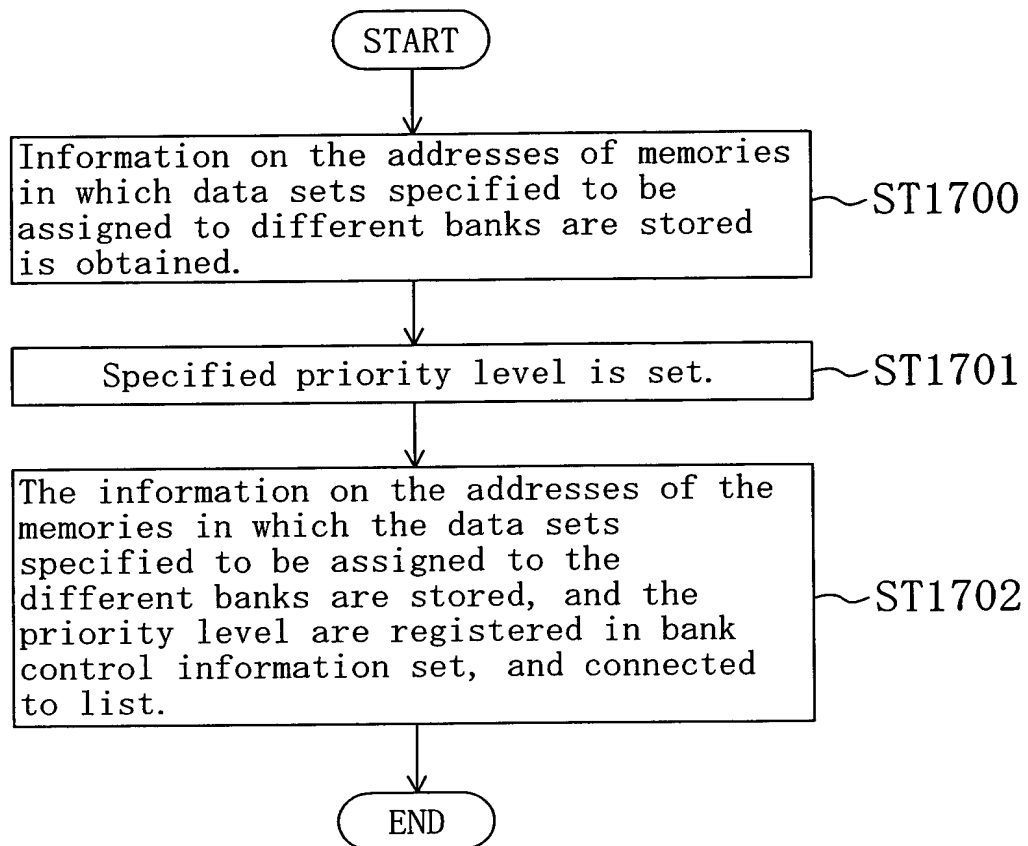 START
Information on the addresses of memories
in which data sets specified to be
assigned to different banks are stored
is obtained.
ST1700
Specified priority level is set.
ST1701
The information on the addresses of the
memories in which the data sets
specified to be assigned to the
different banks are stored, and the
priority level are registered in bank
control information set, and connected
to list.
ST1702
END